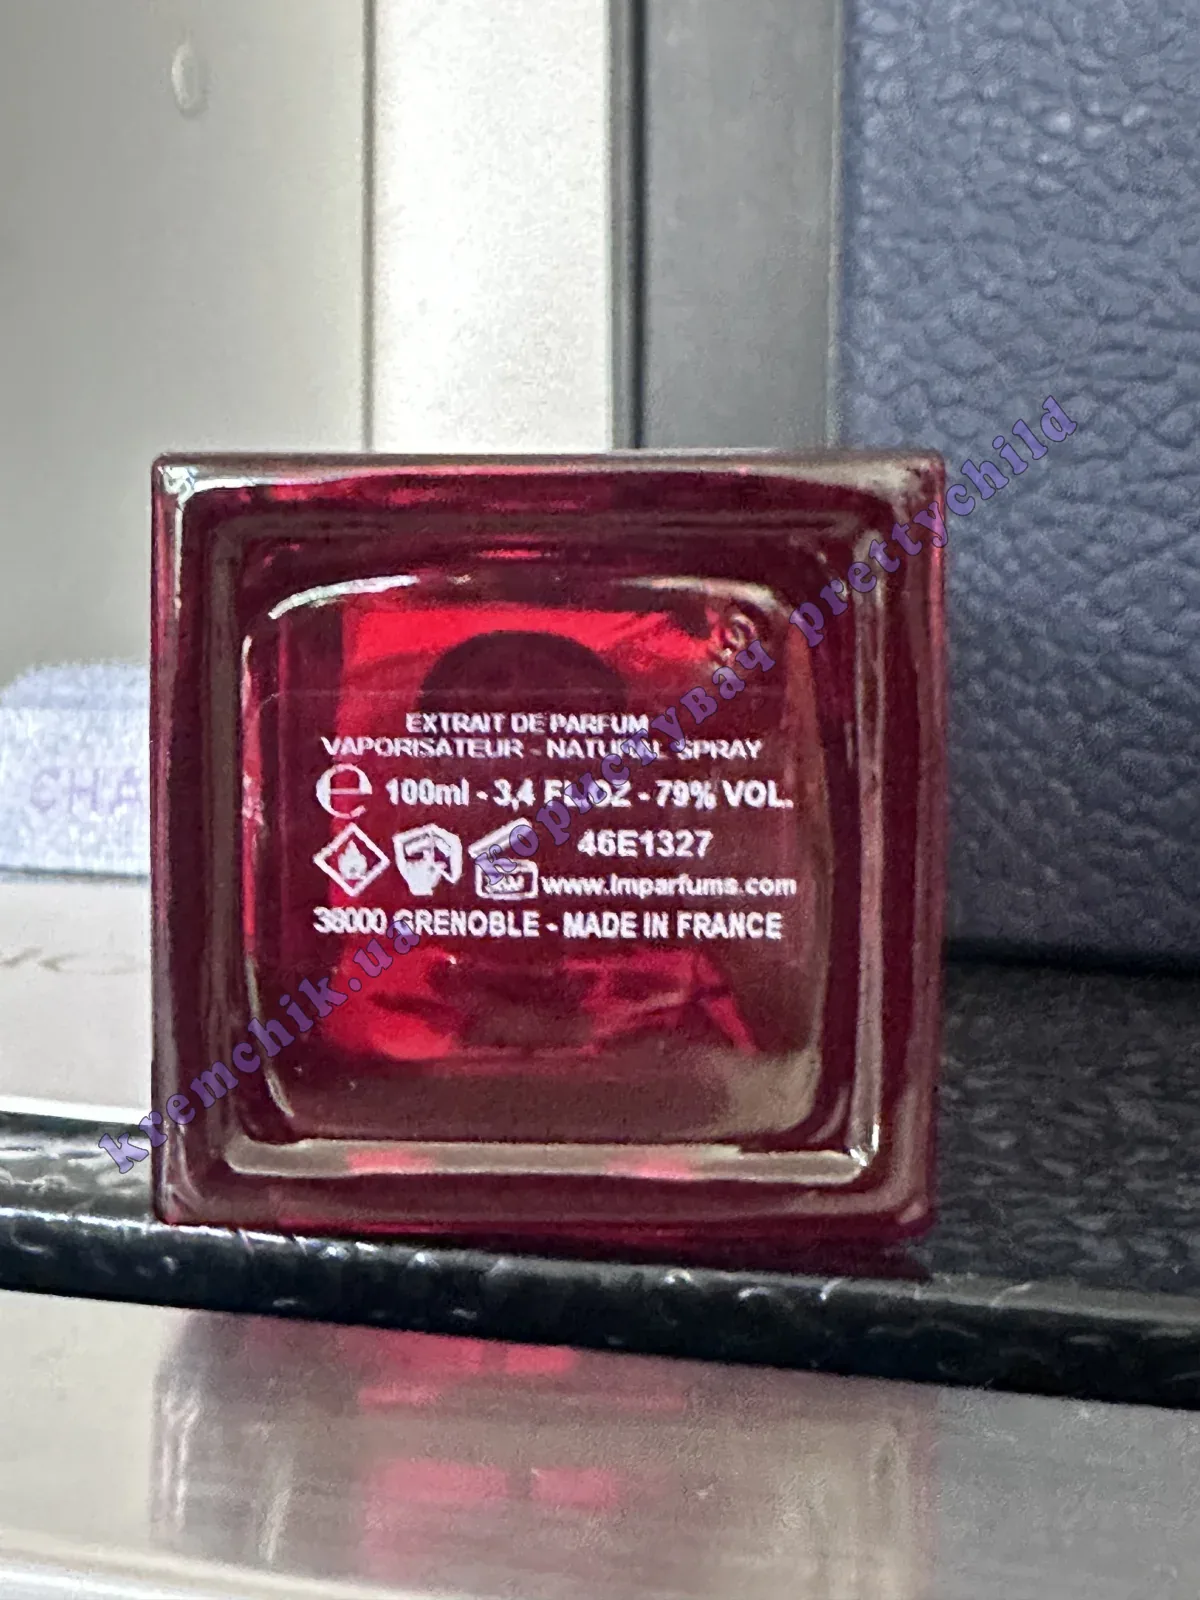 EXTRAIT DE PARFUM
VAPORISATEUR - NATURAL SPRAY
e 100ml - 3,4 FL.OZ - 79% VOL.
46E1327
www.lmparfums.com
38000 GRENOBLE - MADE IN FRANCE
CHA
kremchik.ua користувач prettychild